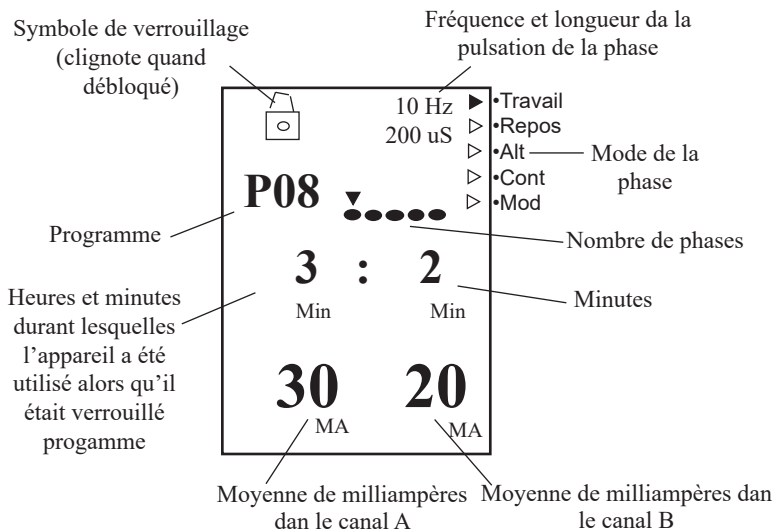 Symbole de verrouillage
(clignote quand
débloqué)
Fréquence et longueur da la
pulsation de la phase
10 Hz
200 uS
•Travail
•Repos
•Alt
•Cont
•Mod
Mode de la
phase
P08
Programme
Nombre de phases
3 : 2
Min Min
Minutes
Heures et minutes
durant lesquelles
l'appareil a été
utilisé alors qu'il
était verrouillé
progamme
30 20
MA MA
Moyenne de milliampères
dan le canal A
Moyenne de milliampères dan
le canal B